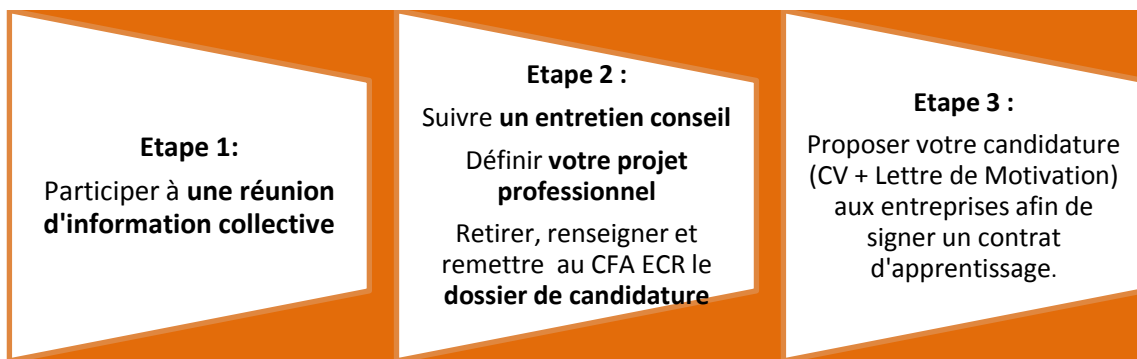 Etape 1:
Participer à une réunion
d'information collective
Etape 2 :
Suivre un entretien conseil
Définir votre projet
professionnel
Retirer, renseigner et
remettre au CFA ECR le
dossier de candidature
Etape 3 :
Proposer votre candidature
(CV + Lettre de Motivation)
aux entreprises afin de
signer un contrat
d'apprentissage.